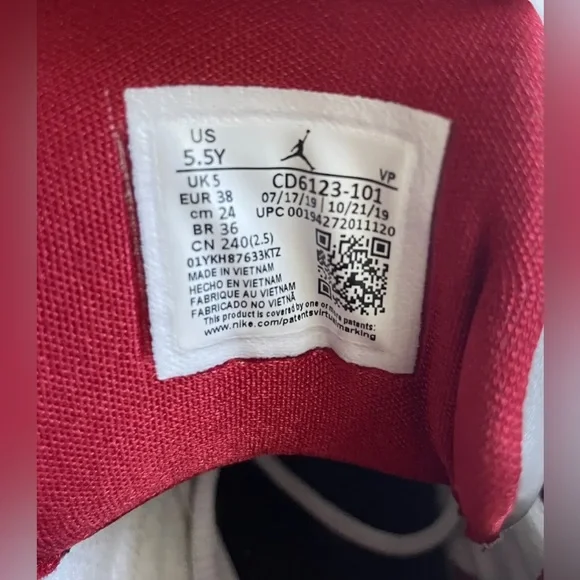 US
5.5Y
VP
UK 5
CD6123-101
EUR 38
07/17/19 | 10/21/19
cm 24
UPC 00194272011120
BR 36
CN 240(2.5)
01YKH87633KTZ
MADE IN VIETNAM
HECHO EN VIETNAM
FABRIQUE AU VIETNAM
FABRICADO NO VIETNÃ
This product is covered by one or more patents:
www.nike.com/patentsvirtualmarking